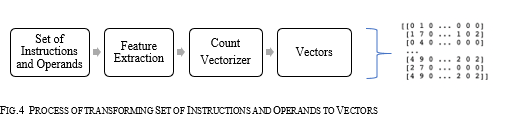 Set of
Instructions
and Operands
Feature
Extraction
Count
Vectorizer
Vectors
[[0 1 0 ... 0 0 0]
[1 7 0 ... 1 0 2]
[0 4 0 ... 0 0 0]
...
[4 9 0 ... 2 0 2]
[2 7 0 ... 0 0 0]
[4 9 0 ... 2 0 2]]
FIG.4 PROCESS OF TRANSFORMING SET OF INSTRUCTIONS AND OPERANDS TO VECTORS